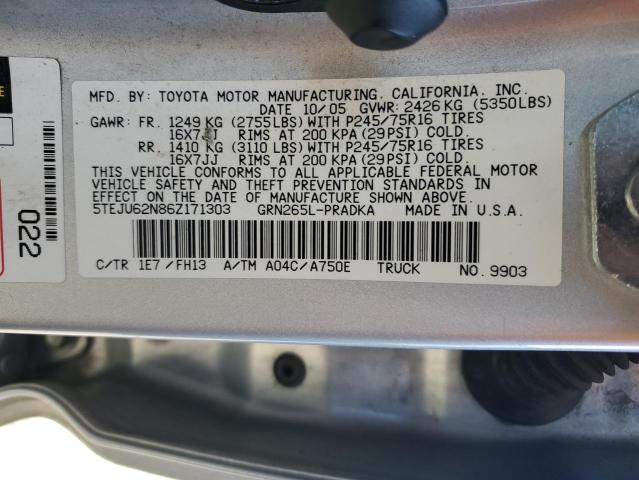 MFD. BY: TOYOTA MOTOR MANUFACTURING, CALIFORNIA, INC.
DATE 10/05 GVWR: 2426 KG (5350LBS)
GAWR: FR. 1249 KG (2755LBS) WITH P245/75R16 TIRES
16X7JJ RIMS AT 200 KPA (29PSI) COLD.
RR. 1410 KG (3110 LBS) WITH P245/75R16 TIRES
16X7JJ RIMS AT 200 KPA (29PSI) COLD.
THIS VEHICLE CONFORMS TO ALL APPLICABLE FEDERAL MOTOR
VEHICLE SAFETY AND THEFT PREVENTION STANDARDS IN
EFFECT ON THE DATE OF MANUFACTURE SHOWN ABOVE.
5TEJU62N86Z171303 GRN265L-PRADKA MADE IN U.S.A.
C/TR 1E7 /FH13 A/TM A04C/A750E TRUCK NO. 9903
022